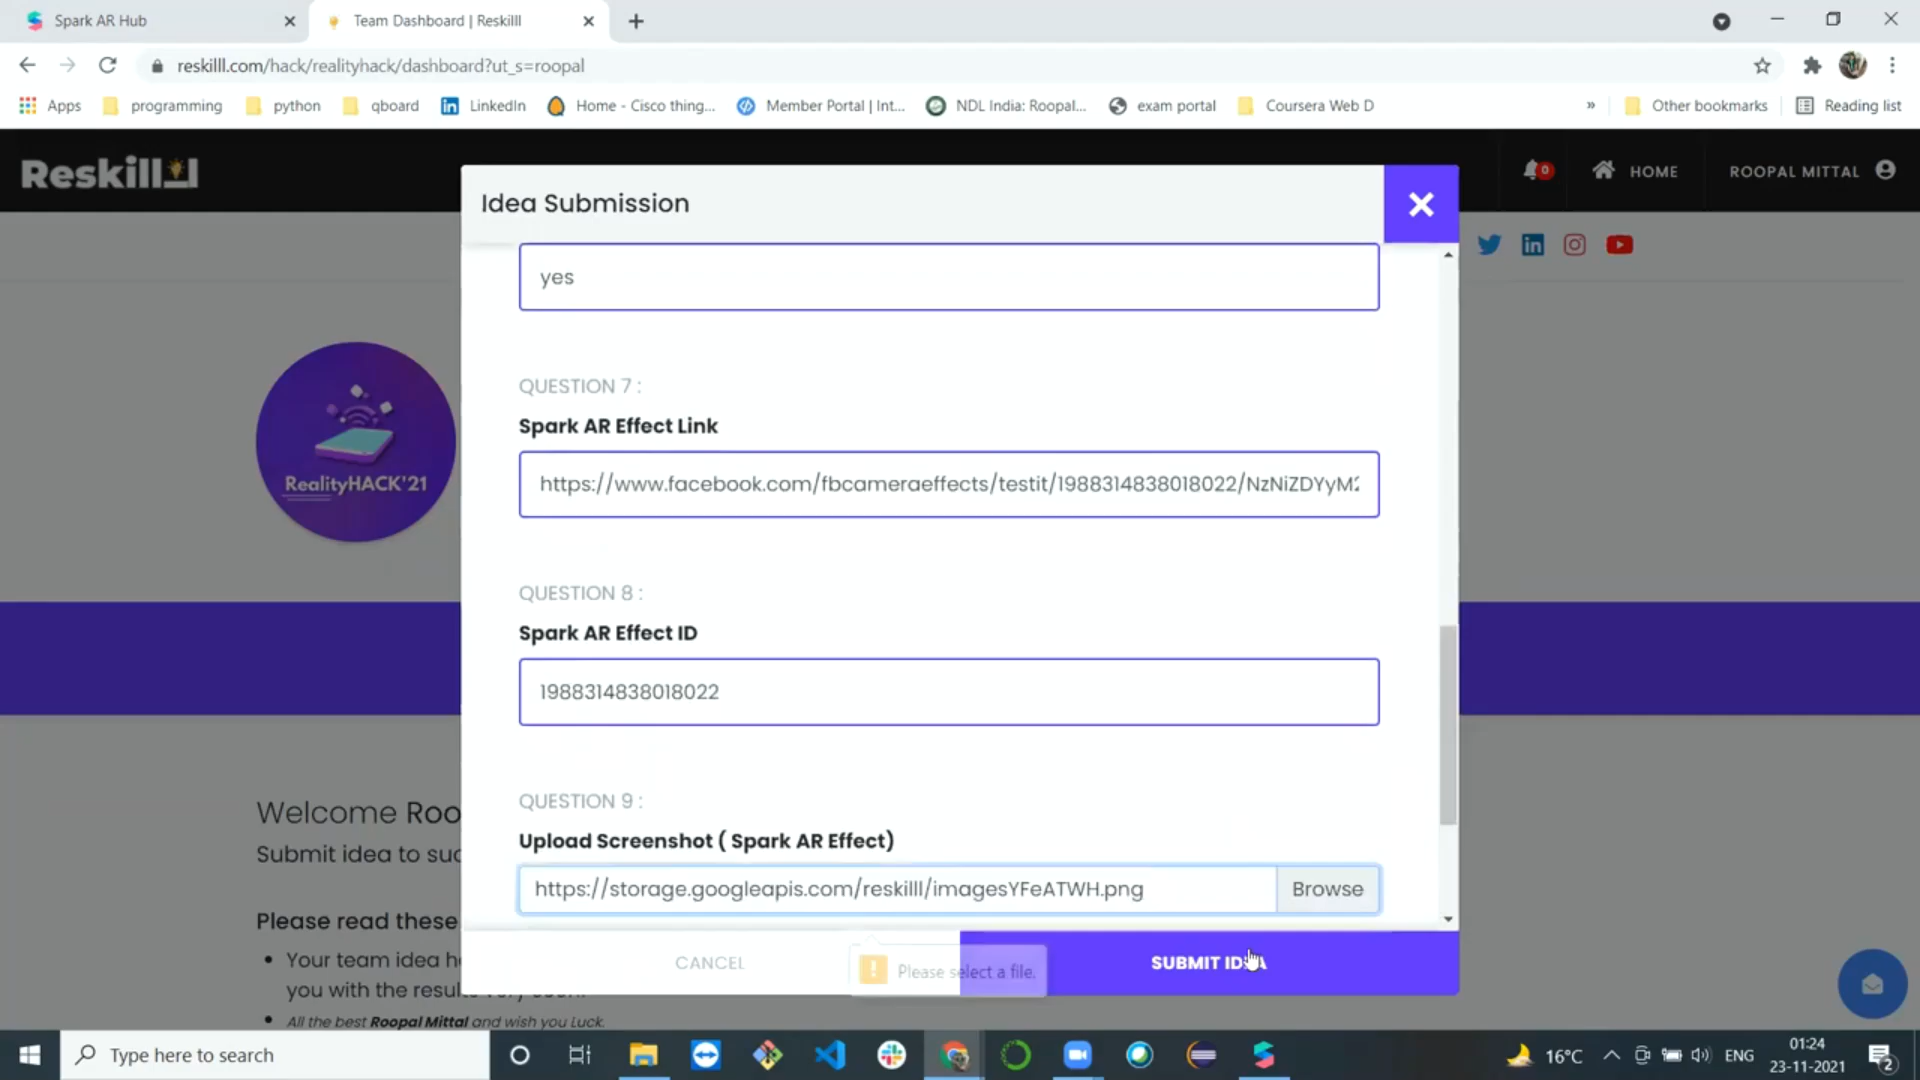 Spark AR Hub
Team Dashboard | Reskilll
reskilll.com/hack/realityhack/dashboard?ut_s=roopal
Apps programming python qboard LinkedIn Home - Cisco thing... Member Portal | Int... NDL India: Roopal... exam portal Coursera Web D » Other bookmarks Reading list
Reskilll
0 HOME ROOPAL MITTAL
Idea Submission
yes
QUESTION 7 :
Spark AR Effect Link
https://www.facebook.com/fbcameraeffects/testit/1988314838018022/NzNiZDYyM2
RealityHACK'21
QUESTION 8 :
Spark AR Effect ID
1988314838018022
QUESTION 9 :
Upload Screenshot ( Spark AR Effect)
https://storage.googleapis.com/reskilll/imagesYFeATWH.png Browse
CANCEL
Please select a file.
SUBMIT IDEA
Welcome Roo
Submit idea to suc
Please read these
Your team idea h
you with the resul
All the best Roopal Mittal and wish you Luck.
Type here to search
16°C ENG
01:24
23-11-2021
2